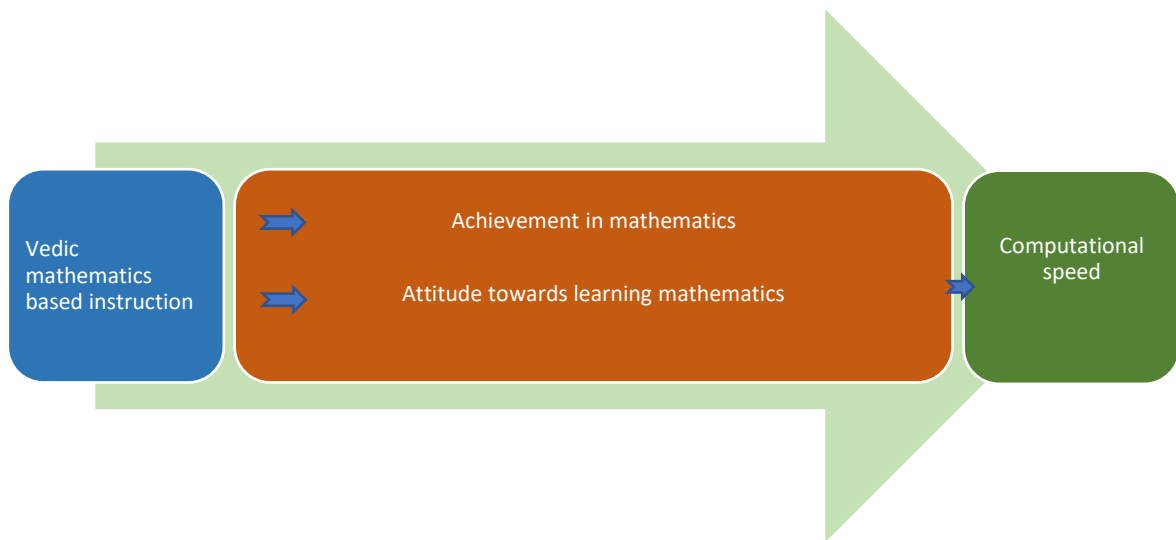 Vedic
mathematics
based instruction
Achievement in mathematics
Attitude towards learning mathematics
Computational
speed